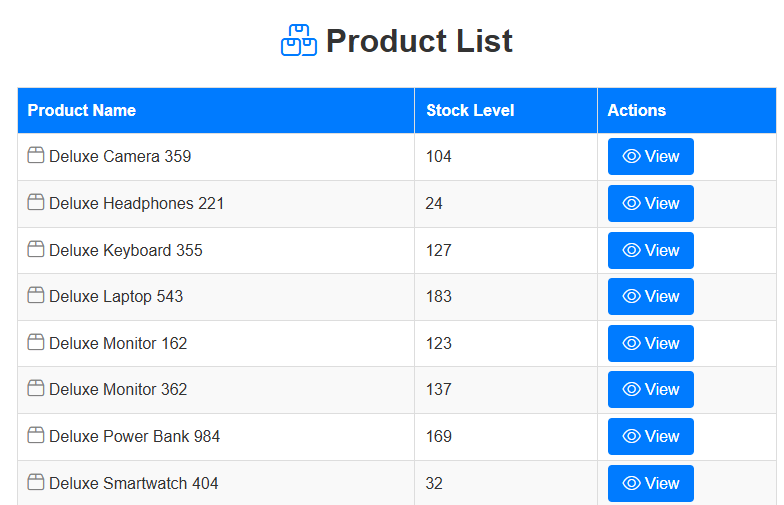 Product List
Product Name Stock Level Actions
Deluxe Camera 359 104 View
Deluxe Headphones 221 24 View
Deluxe Keyboard 355 127 View
Deluxe Laptop 543 183 View
Deluxe Monitor 162 123 View
Deluxe Monitor 362 137 View
Deluxe Power Bank 984 169 View
Deluxe Smartwatch 404 32 View